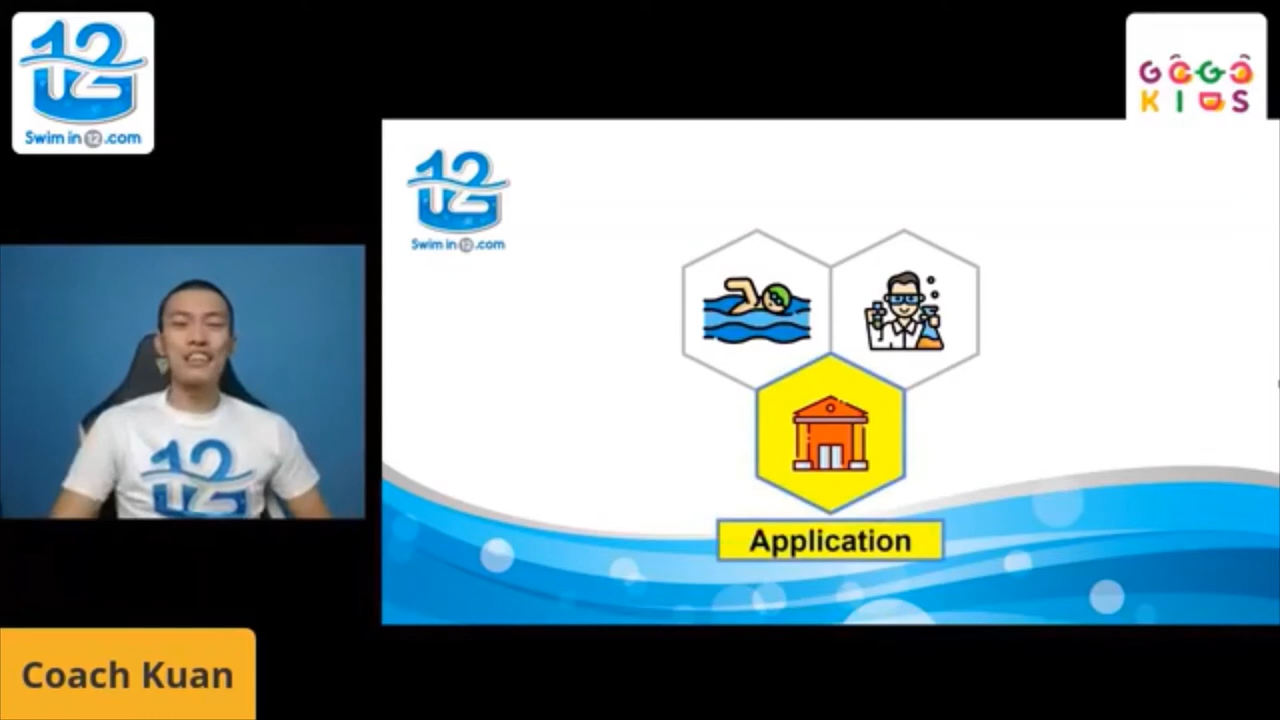 12
Swim in 12 .com
GOGO
KIDS
12
Swim in 12 .com
12
Application
Coach Kuan